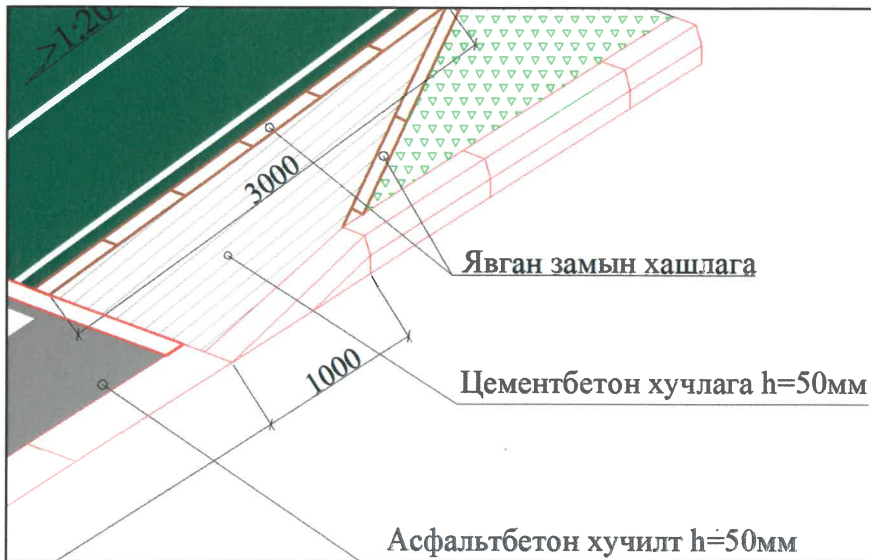 >1:20
3000
Явган замын хашлага
1000
Цементбетон хучлага h=50мм
Асфальтбетон хучилт h=50мм